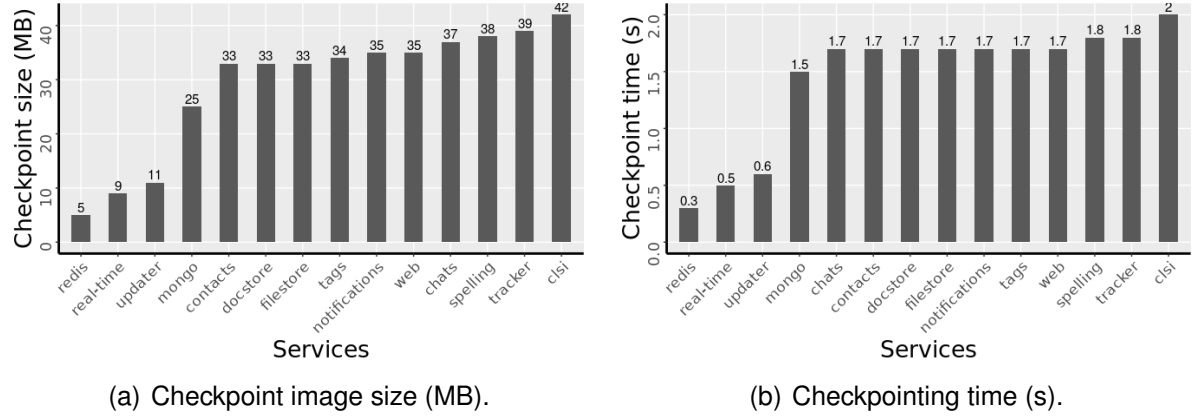 Checkpoint size (MB)
0
10
20
30
40
5
9
11
25
33
33
33
34
35
35
37
38
39
42
redis
real-time
updater
mongo
contacts
docstore
filestore
tags
notifications
web
chats
spelling
tracker
clsi
Services
(a) Checkpoint image size (MB).
Checkpoint time (s)
0.0
0.5
1.0
1.5
2.0
0.3
0.5
0.6
1.5
1.7
1.7
1.7
1.7
1.7
1.7
1.7
1.8
1.8
2
redis
real-time
updater
mongo
chats
contacts
docstore
filestore
notifications
tags
web
spelling
tracker
clsi
Services
(b) Checkpointing time (s).